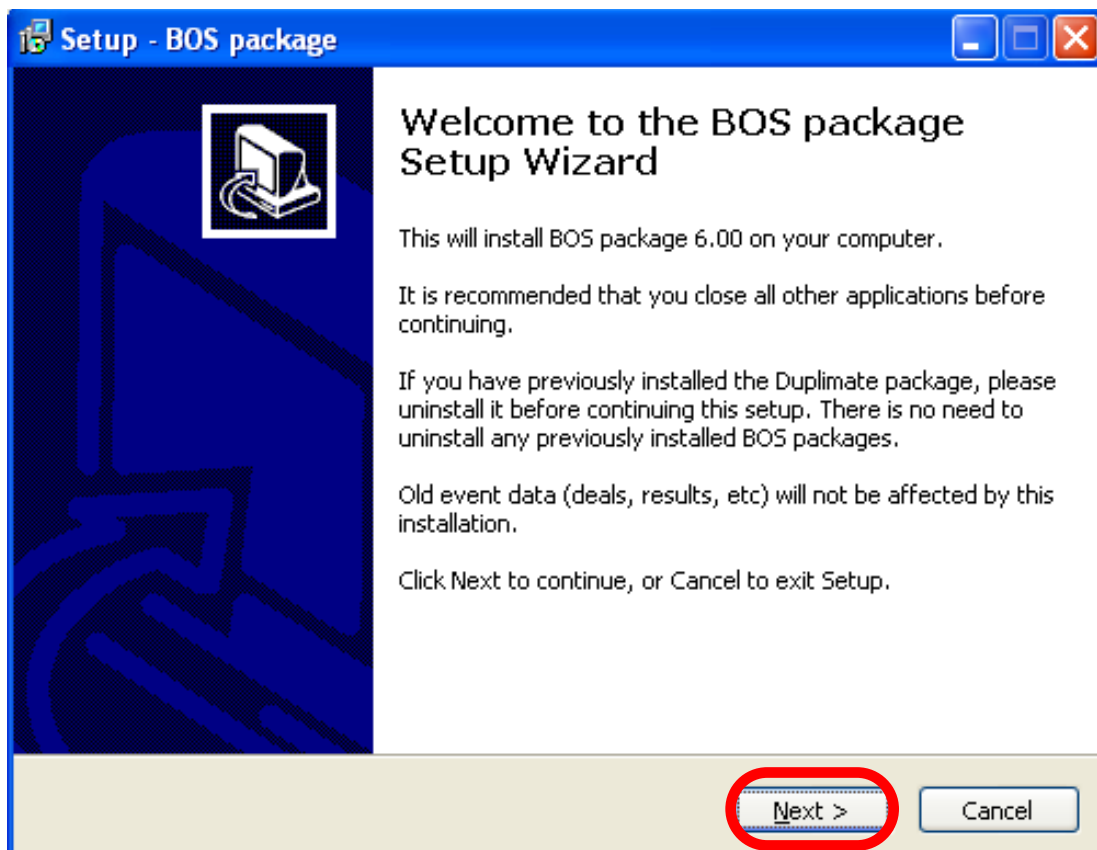 Setup - BOS package
Welcome to the BOS package
Setup Wizard
This will install BOS package 6.00 on your computer.
It is recommended that you close all other applications before
continuing.
If you have previously installed the Duplimate package, please
uninstall it before continuing this setup. There is no need to
uninstall any previously installed BOS packages.
Old event data (deals, results, etc) will not be affected by this
installation.
Click Next to continue, or Cancel to exit Setup.
Next >
Cancel